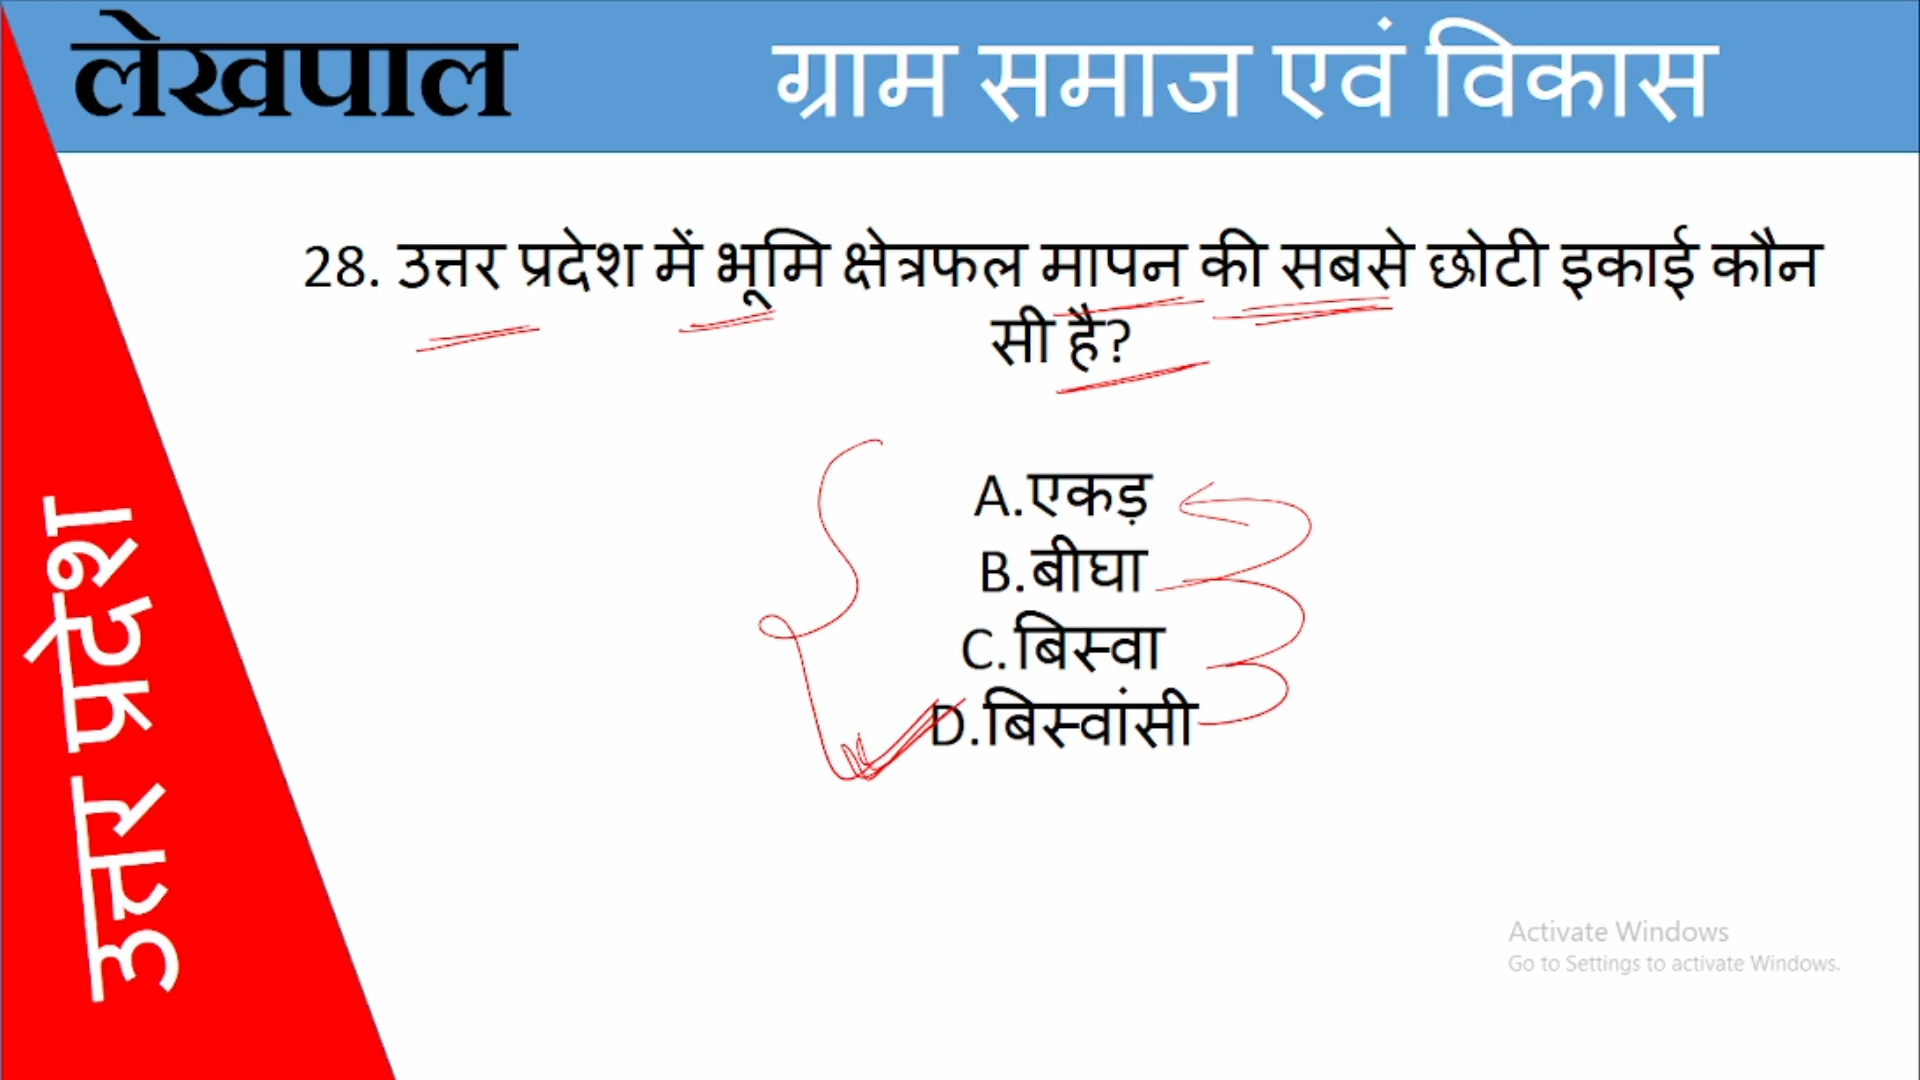 लेखपाल
ग्राम समाज एवं विकास
28. उत्तर प्रदेश में भूमि क्षेत्रफल मापन की सबसे छोटी इकाई कौन
सी है?
A.एकड़
B.बीघा
C.बिस्वा
D.बिस्वांसी
उत्तर प्रदेश
Activate Windows
Go to Settings to activate Windows.